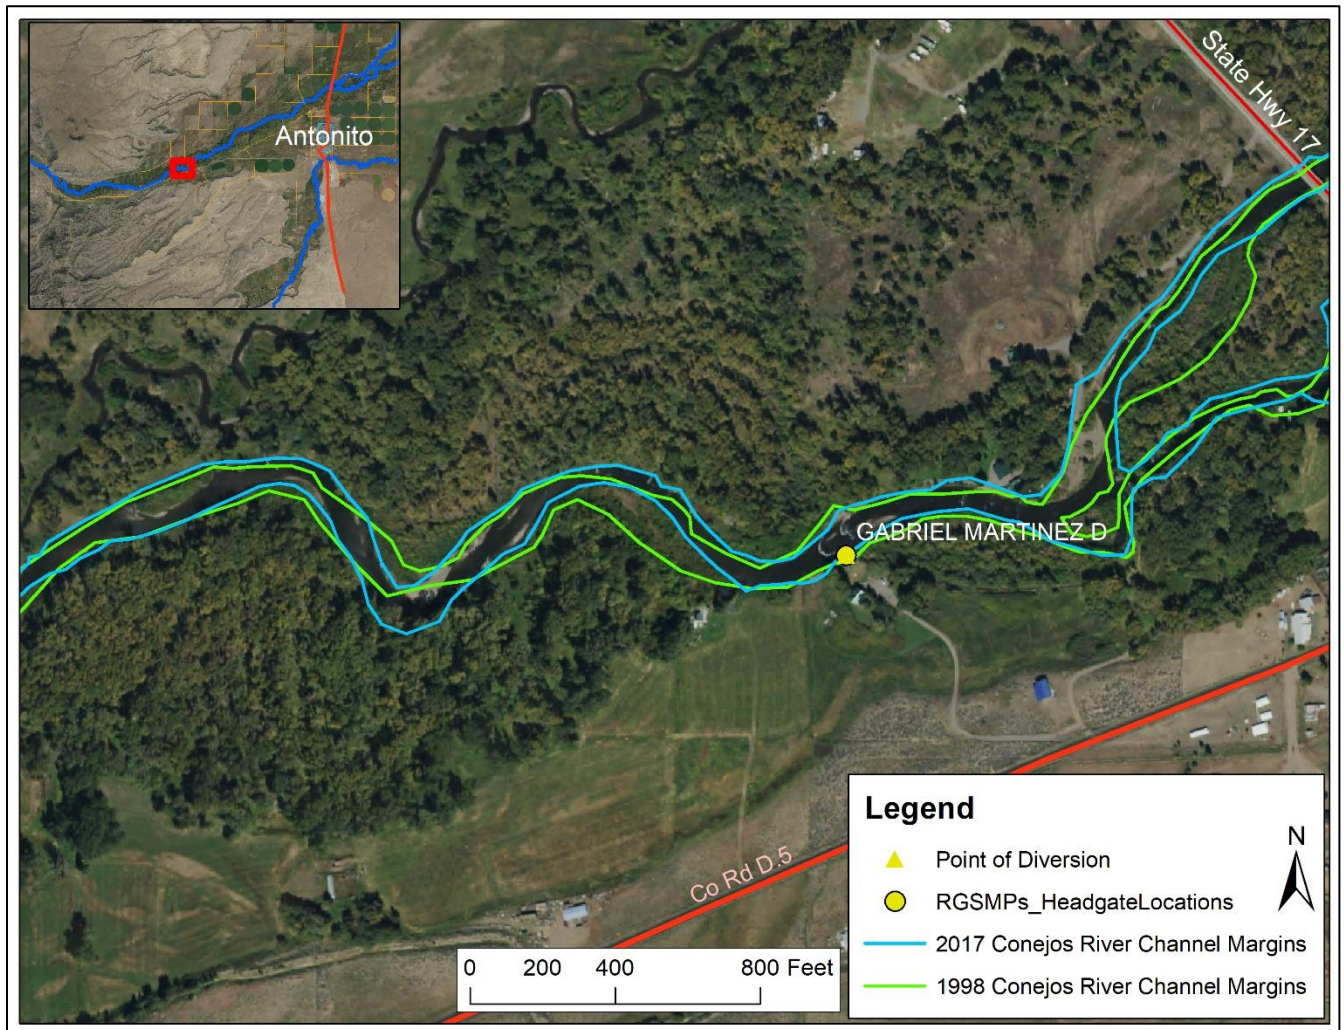 Antonito
State Hwy 17
GABRIEL MARTINEZ D
Co Rd D.5
0 200 400 800 Feet
Legend
N
Point of Diversion
RGSMPs_HeadgateLocations
2017 Conejos River Channel Margins
1998 Conejos River Channel Margins